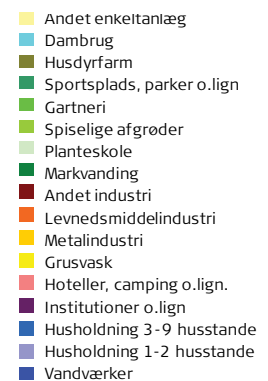 Andet enkeltanlæg
Dambrug
Husdyrfarm
Sportsplads, parker o.lign
Gartneri
Spiselige afgrøder
Planteskole
Markvanding
Andet industri
Levnedsmiddelindustri
Metalindustri
Grusvask
Hoteller, camping o.lign.
Institutioner o.lign
Husholdning 3-9 husstande
Husholdning 1-2 husstande
Vandværker